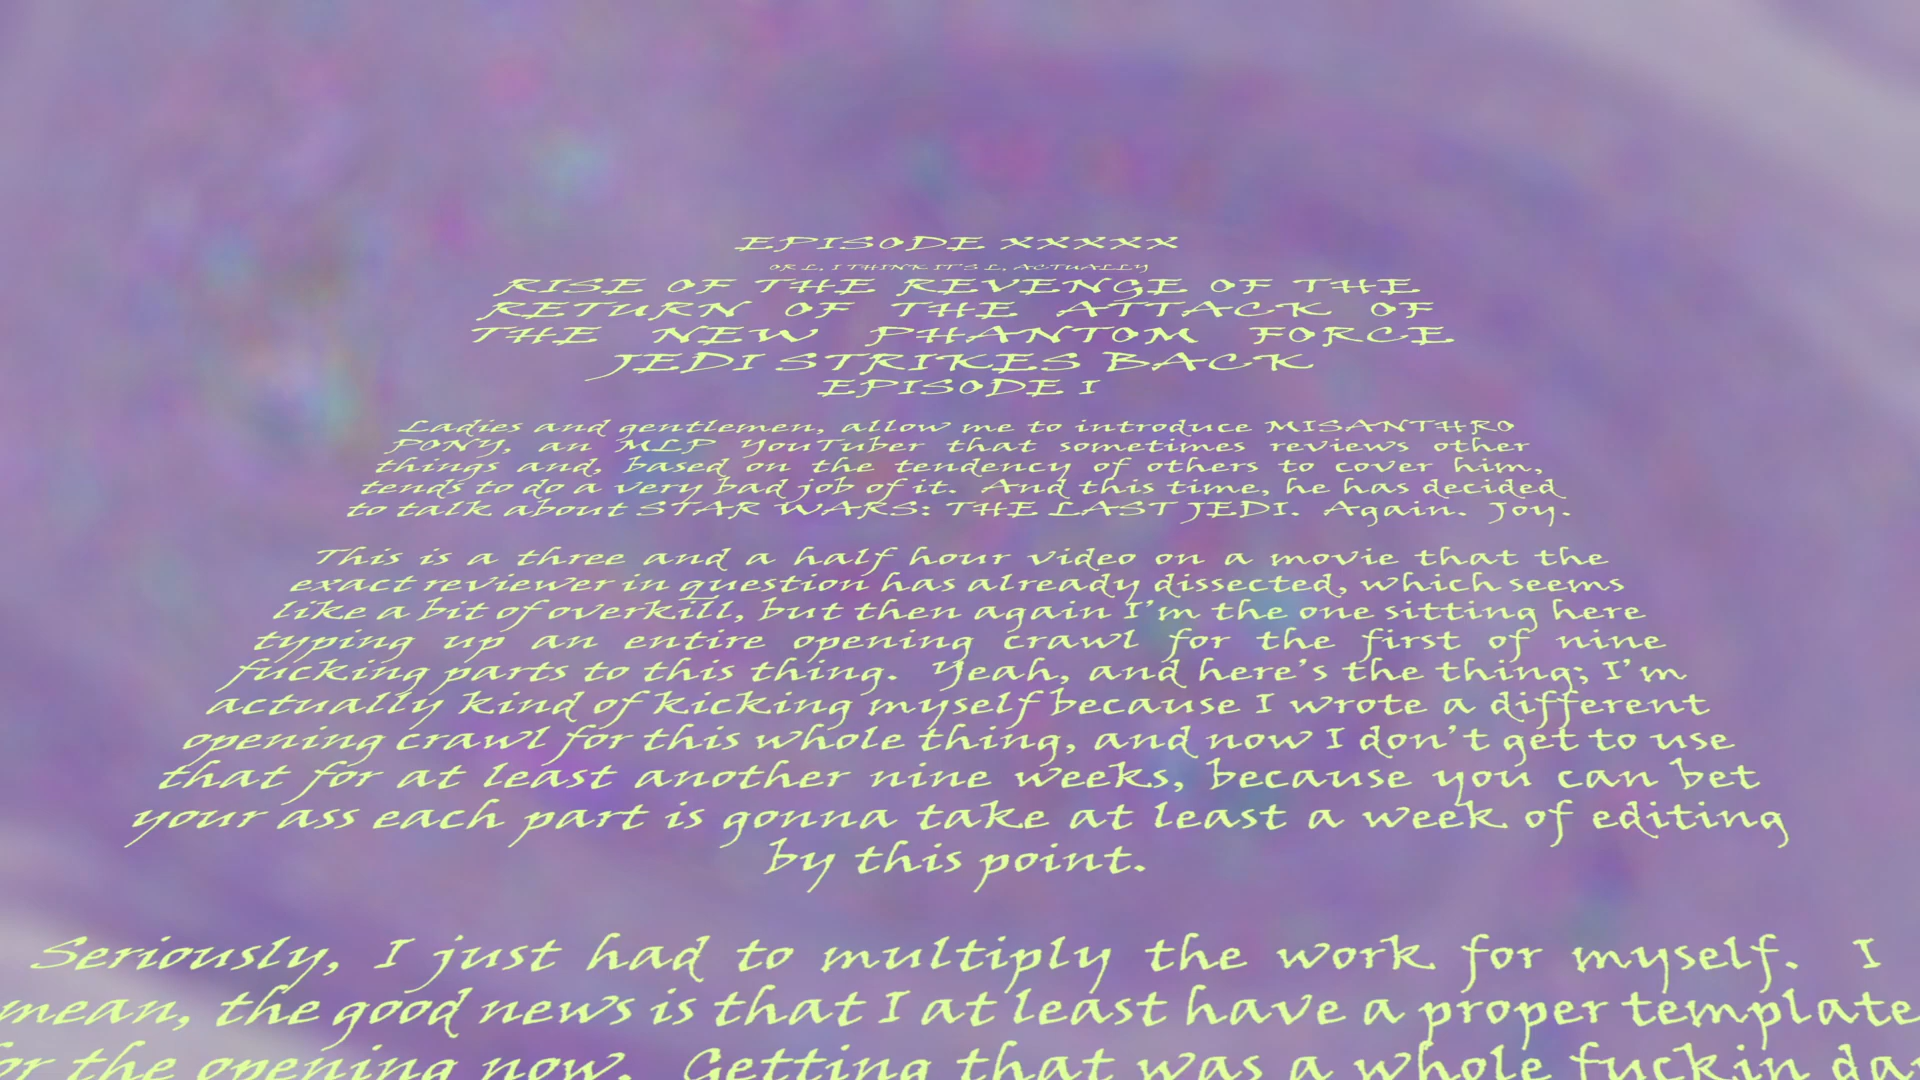 EPISODE XXXXX
OR L, I THINK IT'S L, ACTUALLY
RISE OF THE REVENGE OF THE
RETURN OF THE ATTACK OF
THE NEW PHANTOM FORCE
JEDI STRIKES BACK
EPISODE I
Ladies and gentlemen, allow me to introduce MISANTHRO
PONY, an MLP YouTuber that sometimes reviews other
things and, based on the tendency of others to cover him,
tends to do a very bad job of it. And this time, he has decided
to talk about STAR WARS: THE LAST JEDI. Again. Joy.
This is a three and a half hour video on a movie that the
exact reviewer in question has already dissected, which seems
like a bit of overkill, but then again I'm the one sitting here
typing up an entire opening crawl for the first of nine
fucking parts to this thing. Yeah, and here's the thing; I'm
actually kind of kicking myself because I wrote a different
opening crawl for this whole thing, and now I don't get to use
that for at least another nine weeks, because you can bet
your ass each part is gonna take at least a week of editing
by this point.
Seriously, I just had to multiply the work for myself. I
mean, the good news is that I at least have a proper template
for the opening now. Getting that was a whole fuckin